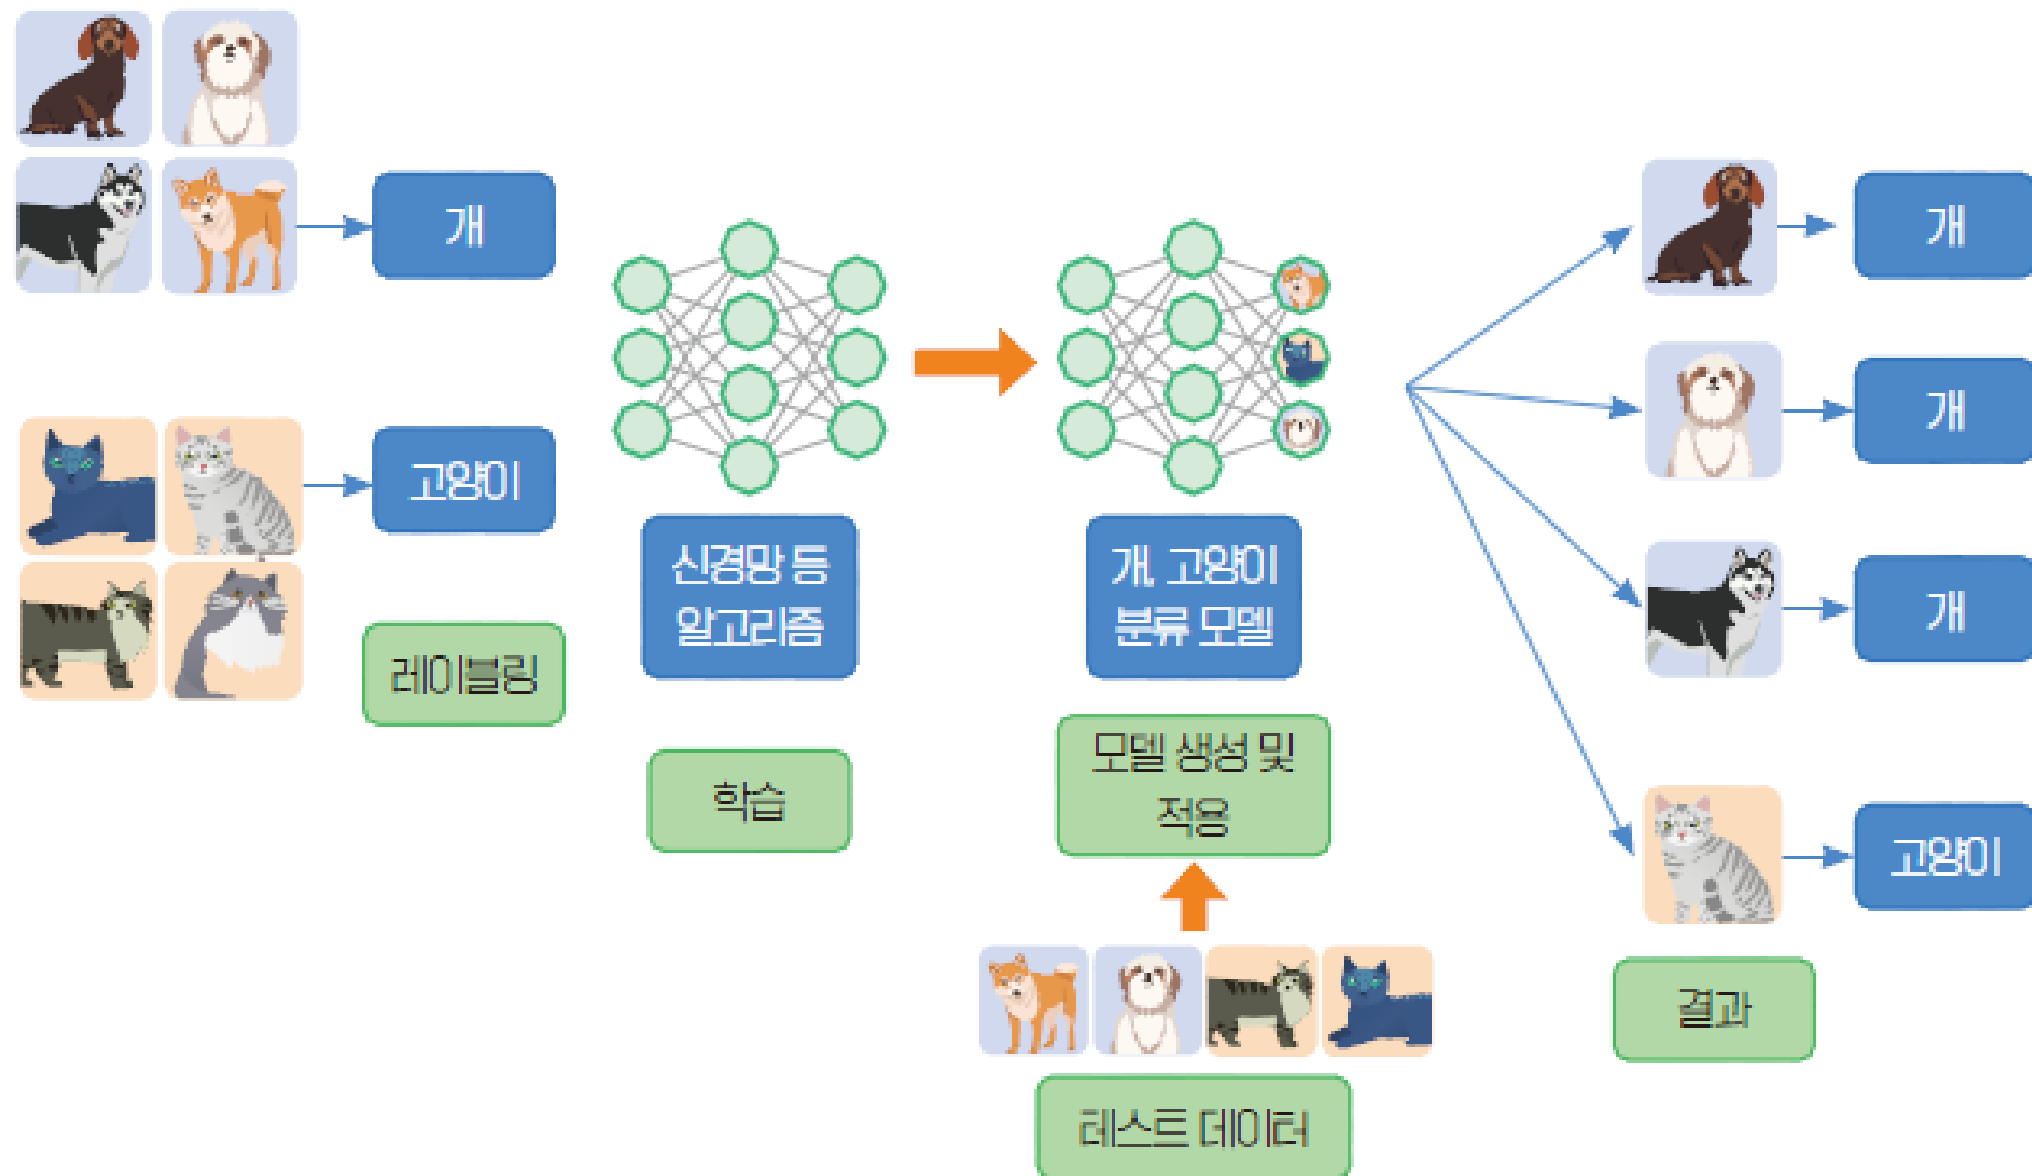 개
고양이
레이블링
신경망 등
알고리즘
학습
개, 고양이
분류 모델
모델 생성 및
적용
테스트 데이터
개
개
개
고양이
결과